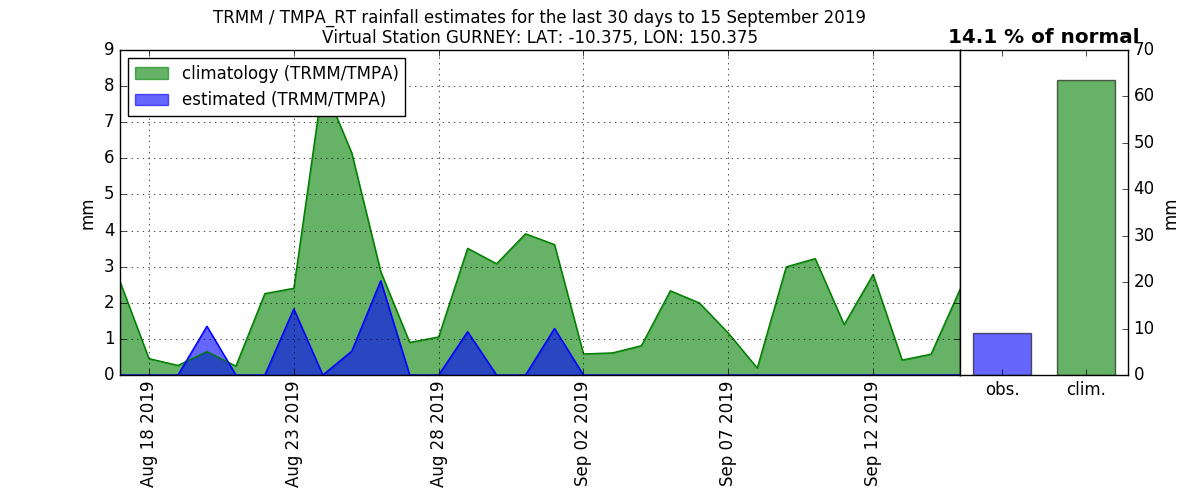 TRMM / TMPA_RT rainfall estimates for the last 30 days to 15 September 2019
Virtual Station GURNEY: LAT: -10.375, LON: 150.375
14.1 % of normal
climatology (TRMM/TMPA)
estimated (TRMM/TMPA)
9
8
7
6
5
4
3
2
1
0
mm
Aug 18 2019
Aug 23 2019
Aug 28 2019
Sep 02 2019
Sep 07 2019
Sep 12 2019
70
60
50
40
30
20
10
0
mm
obs.
clim.